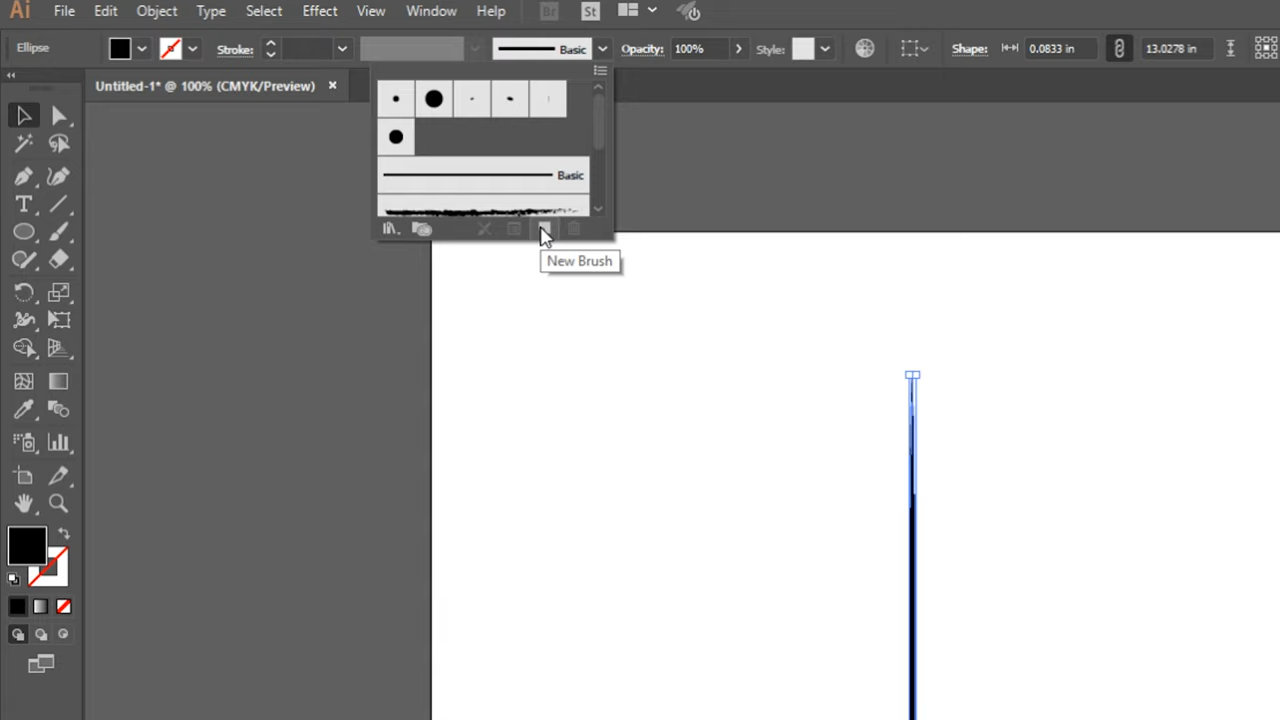 Ai File Edit Object Type Select Effect View Window Help Br St
Ellipse Stroke: Basic Opacity: 100% Style: Shape: 0.0833 in 13.0278 in
Untitled-1* @ 100% (CMYK/Preview) ×
Basic
New Brush
T